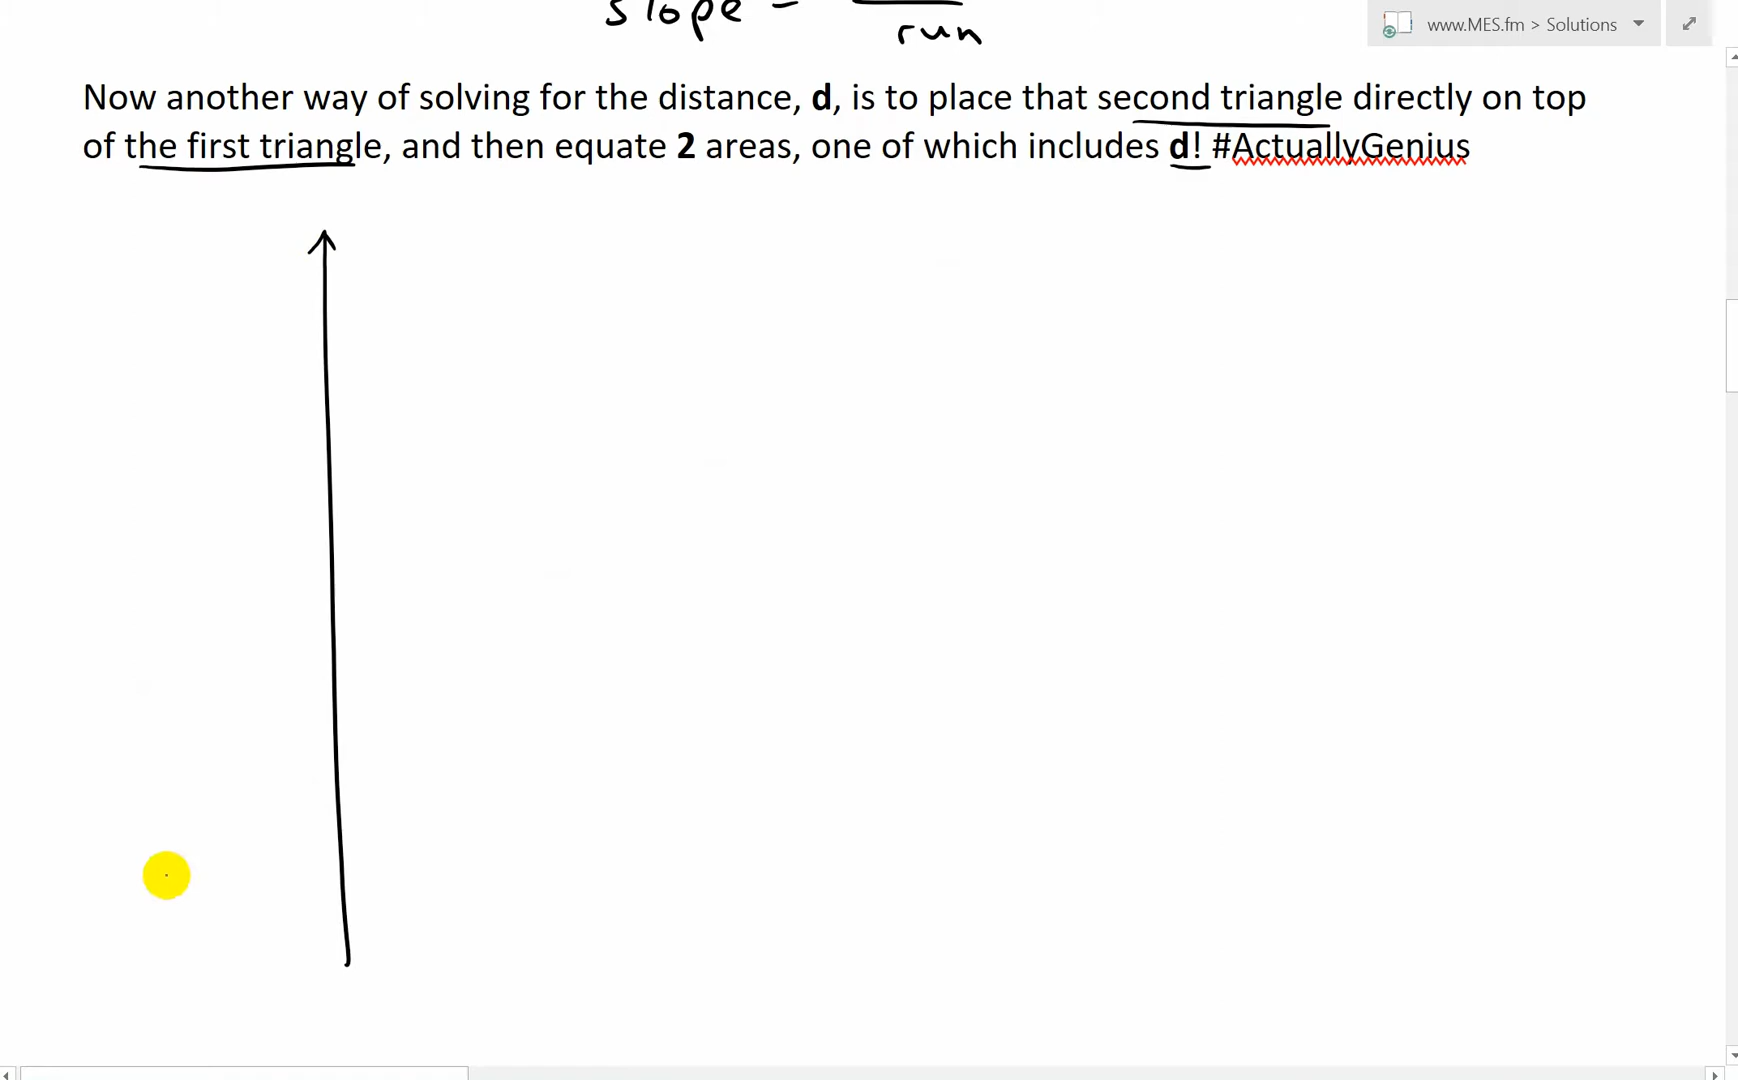 slope =
run
www.MES.fm > Solutions
Now another way of solving for the distance, d, is to place that second triangle directly on top
of the first triangle, and then equate 2 areas, one of which includes d! #ActuallyGenius